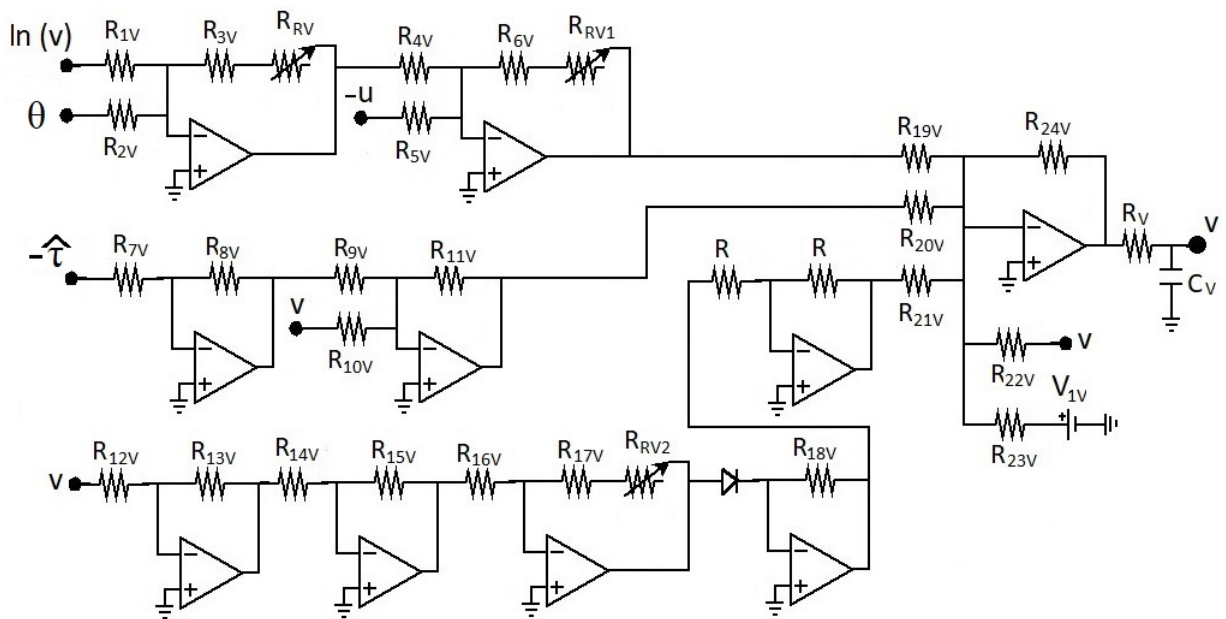 ln (v) R1V R3V RRV R4V R6V RRV1
θ R2V − + -u R5V − + R19V R24V
-τ̂ R7V R8V R9V R11V R R R20V − + RV v
v R10V R21V CV
− + − + − + R22V v
V1V
+
R23V
v R12V R13V R14V R15V R16V R17V RRV2 R18V
− + − + − + − +